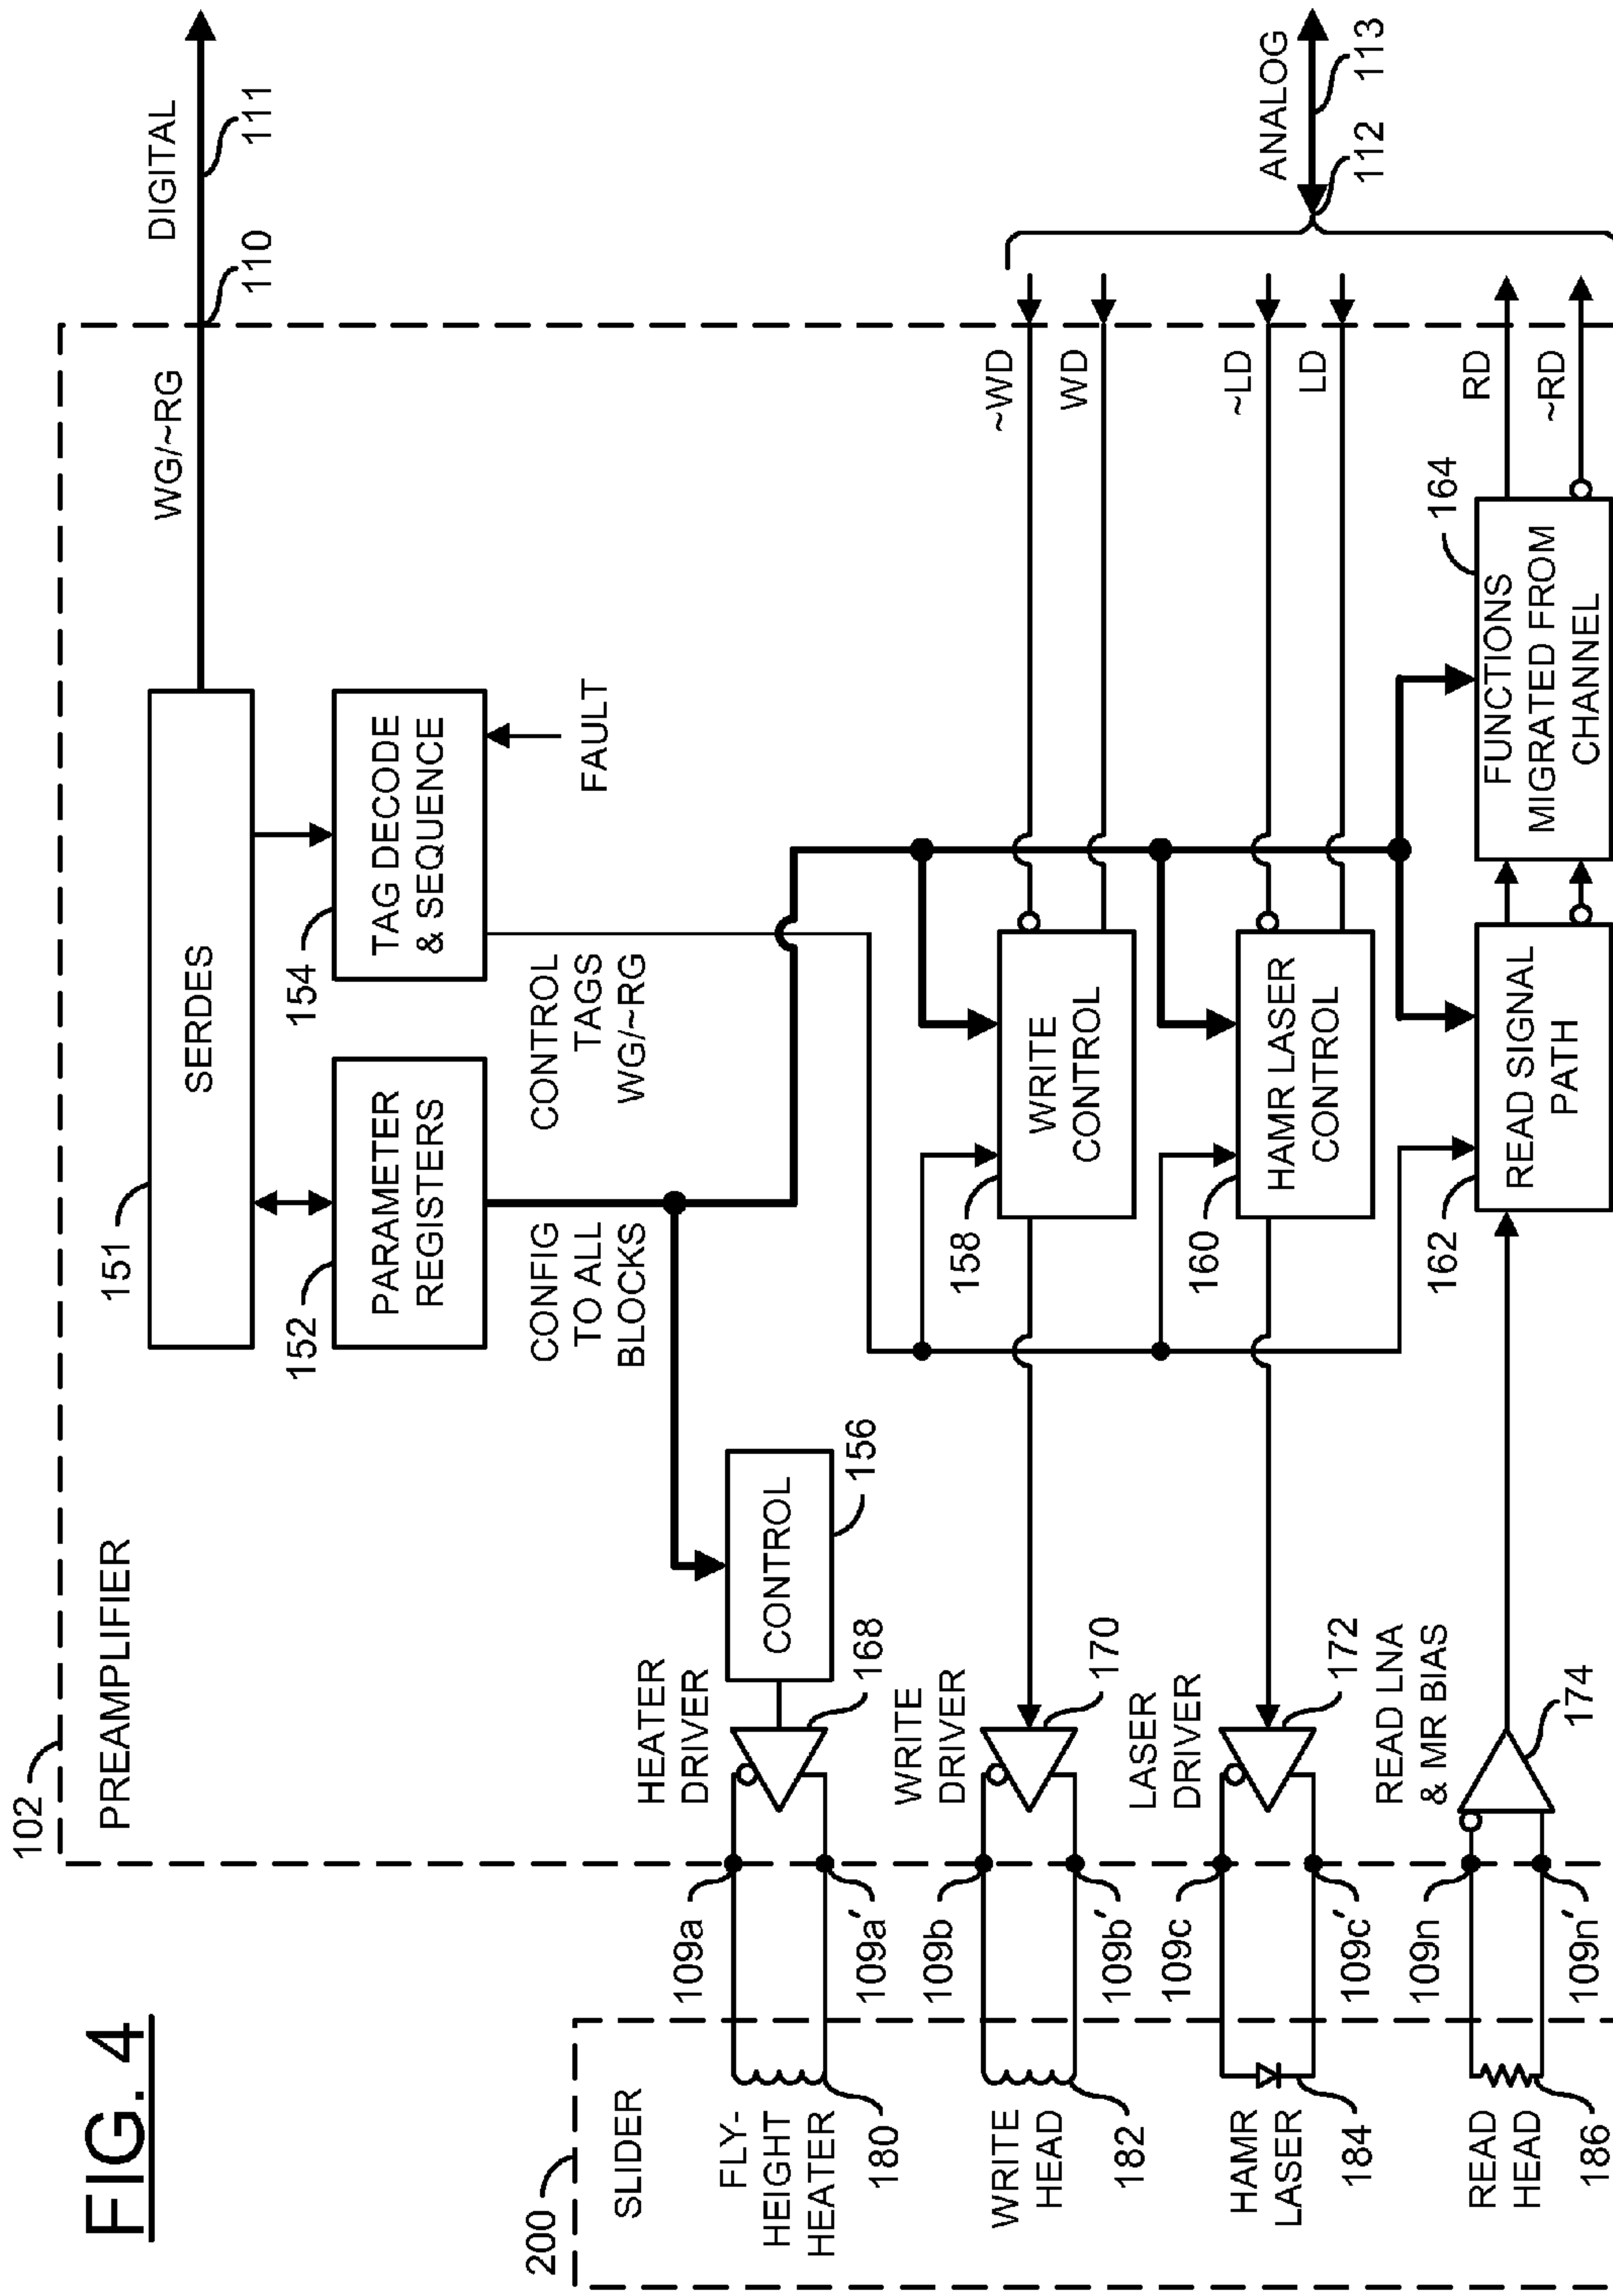 FIG. 4
102
PREAMPLIFIER
151
SERDES
WG/~RG
DIGITAL
110
111
152
PARAMETER
REGISTERS
154
TAG DECODE
& SEQUENCE
FAULT
CONFIG
TO ALL
BLOCKS
CONTROL
TAGS
WG/~RG
200
SLIDER
FLY-
HEIGHT
HEATER
180
109a
109a′
HEATER
DRIVER
168
CONTROL
156
WRITE
HEAD
182
109b
109b′
WRITE
DRIVER
170
158
WRITE
CONTROL
~WD
WD
HAMR
LASER
184
109c
109c′
LASER
DRIVER
172
160
HAMR LASER
CONTROL
~LD
LD
ANALOG
112
113
READ
HEAD
186
109n
109n′
READ LNA
& MR BIAS
174
162
READ SIGNAL
PATH
164
FUNCTIONS
MIGRATED FROM
CHANNEL
RD
~RD